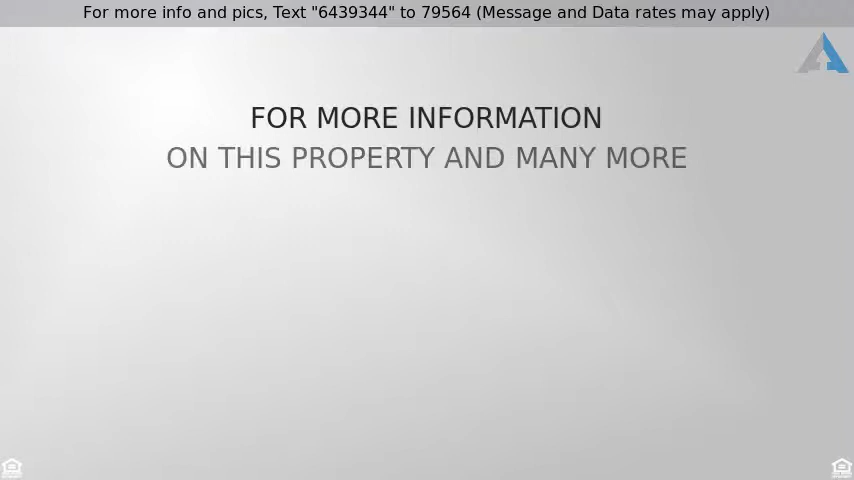 For more info and pics, Text "6439344" to 79564 (Message and Data rates may apply)
FOR MORE INFORMATION
ON THIS PROPERTY AND MANY MORE